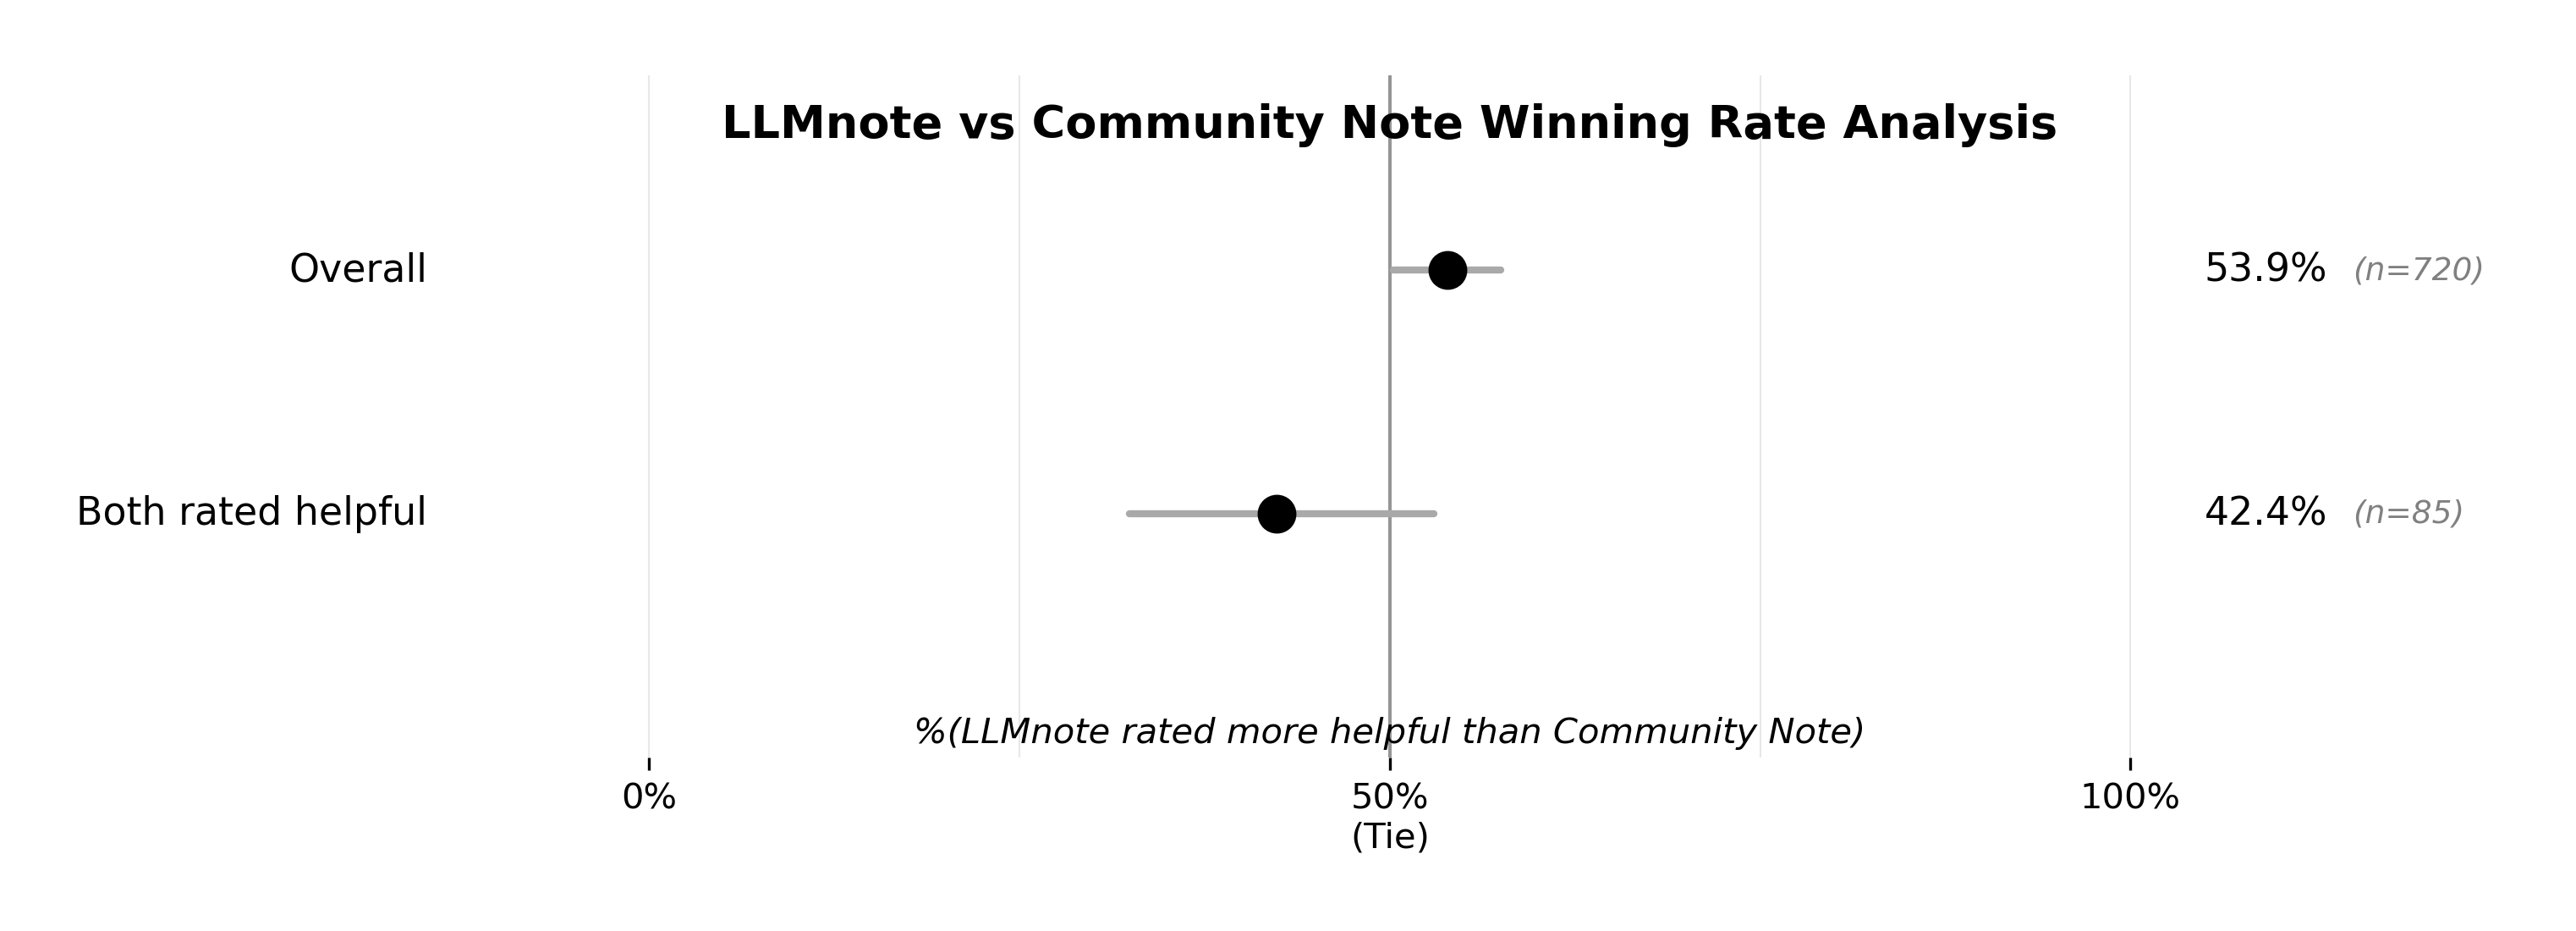 LLMnote vs Community Note Winning Rate Analysis
Overall 53.9% (n=720)
Both rated helpful 42.4% (n=85)
%(LLMnote rated more helpful than Community Note)
0% 50% 100%
(Tie)